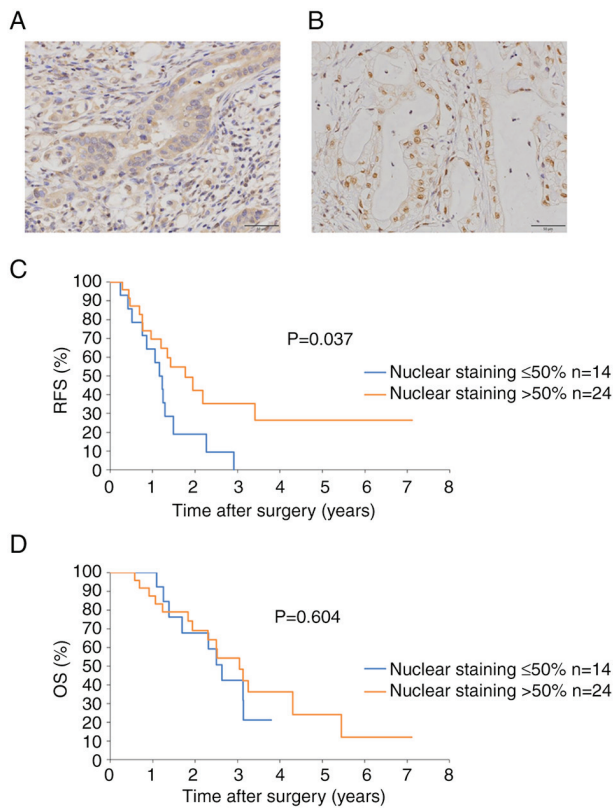 A
B
C
100
90
80
70
60
50
40
30
20
10
0
RFS (%)
P=0.037
Nuclear staining ≤50% n=14
Nuclear staining >50% n=24
0 1 2 3 4 5 6 7 8
Time after surgery (years)
D
100
90
80
70
60
50
40
30
20
10
0
OS (%)
P=0.604
Nuclear staining ≤50% n=14
Nuclear staining >50% n=24
0 1 2 3 4 5 6 7 8
Time after surgery (years)